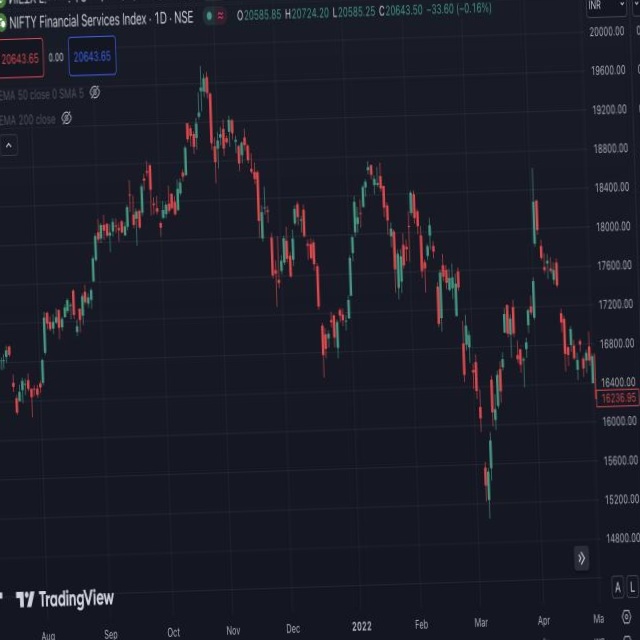 NIFTY Financial Services Index · 1D · NSE
O20585.85 H20724.20 L20585.25 C20643.50 −33.60 (−0.16%)
INR
20643.65 0.00 20643.65
EMA 50 close 0 SMA 5
EMA 200 close
20000.00
19600.00
19200.00
18800.00
18400.00
18000.00
17600.00
17200.00
16800.00
16400.00
16236.95
16000.00
15600.00
15200.00
14800.00
A L
TradingView
Aug Sep Oct Nov Dec 2022 Feb Mar Apr Ma